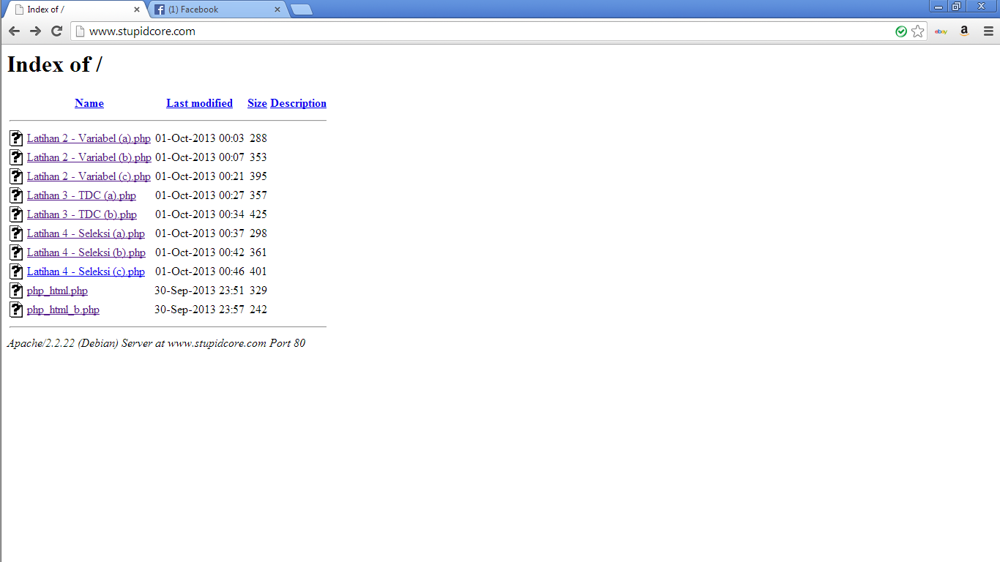 Index of /
(1) Facebook
www.stupidcore.com
ebay
a
Index of /
Name Last modified Size Description
Latihan 2 - Variabel (a).php 01-Oct-2013 00:03 288
Latihan 2 - Variabel (b).php 01-Oct-2013 00:07 353
Latihan 2 - Variabel (c).php 01-Oct-2013 00:21 395
Latihan 3 - TDC (a).php 01-Oct-2013 00:27 357
Latihan 3 - TDC (b).php 01-Oct-2013 00:34 425
Latihan 4 - Seleksi (a).php 01-Oct-2013 00:37 298
Latihan 4 - Seleksi (b).php 01-Oct-2013 00:42 361
Latihan 4 - Seleksi (c).php 01-Oct-2013 00:46 401
php_html.php 30-Sep-2013 23:51 329
php_html_b.php 30-Sep-2013 23:57 242
Apache/2.2.22 (Debian) Server at www.stupidcore.com Port 80